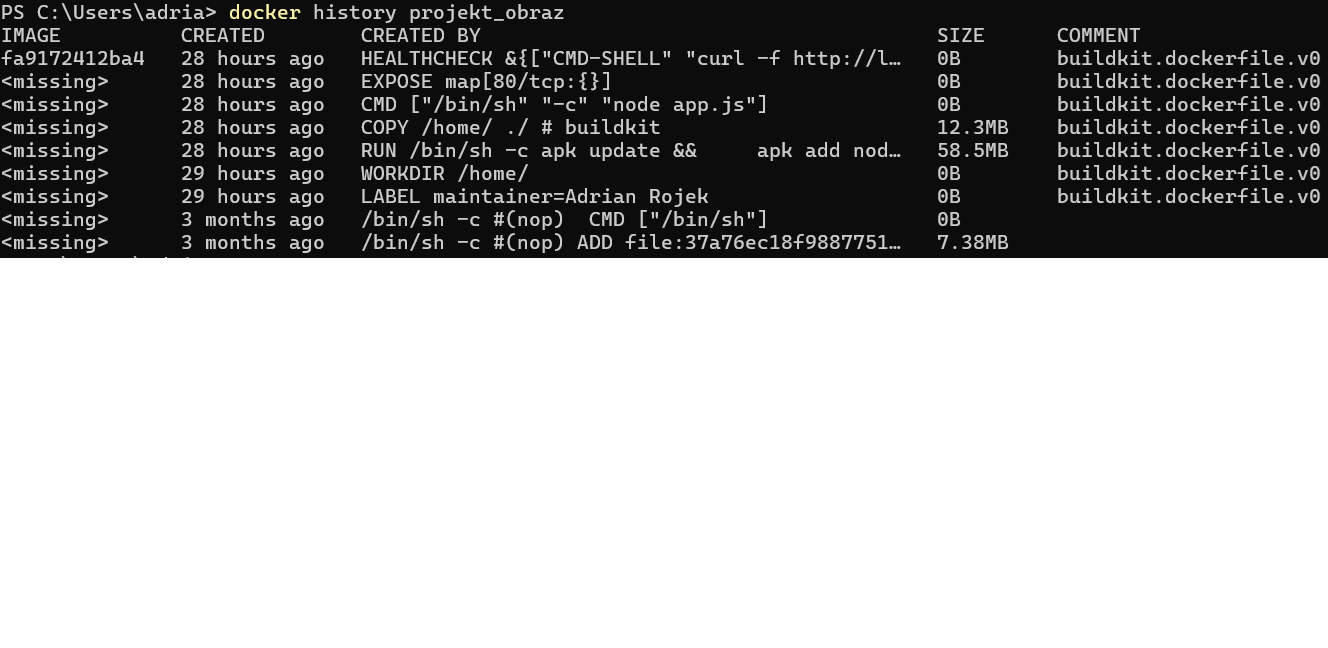 PS C:\Users\adria> docker history projekt_obraz
IMAGE CREATED CREATED BY SIZE COMMENT
fa9172412ba4 28 hours ago HEALTHCHECK &{["CMD-SHELL" "curl -f http://l… 0B buildkit.dockerfile.v0
<missing> 28 hours ago EXPOSE map[80/tcp:{}] 0B buildkit.dockerfile.v0
<missing> 28 hours ago CMD ["/bin/sh" "-c" "node app.js"] 0B buildkit.dockerfile.v0
<missing> 28 hours ago COPY /home/ ./ # buildkit 12.3MB buildkit.dockerfile.v0
<missing> 28 hours ago RUN /bin/sh -c apk update && apk add nod… 58.5MB buildkit.dockerfile.v0
<missing> 29 hours ago WORKDIR /home/ 0B buildkit.dockerfile.v0
<missing> 29 hours ago LABEL maintainer=Adrian Rojek 0B buildkit.dockerfile.v0
<missing> 3 months ago /bin/sh -c #(nop) CMD ["/bin/sh"] 0B
<missing> 3 months ago /bin/sh -c #(nop) ADD file:37a76ec18f9887751… 7.38MB